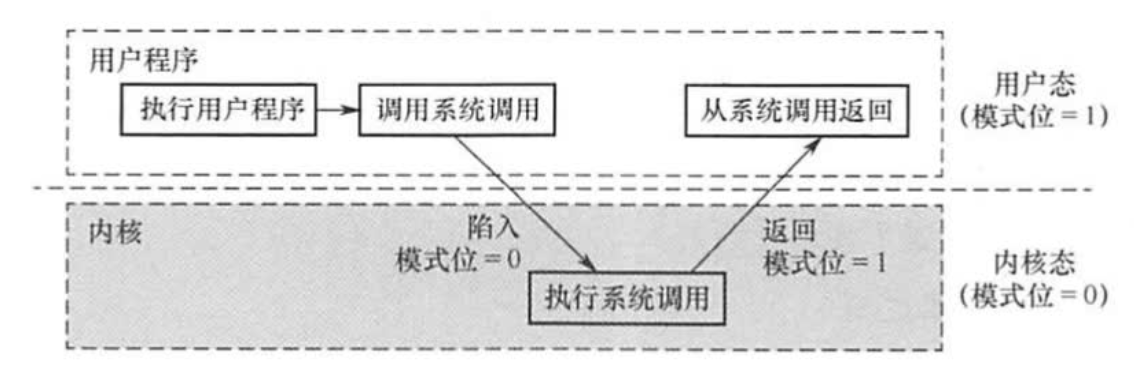 用户程序
执行用户程序
调用系统调用
从系统调用返回
用户态
(模式位=1)
内核
陷入
模式位=0
返回
模式位=1
执行系统调用
内核态
(模式位=0)